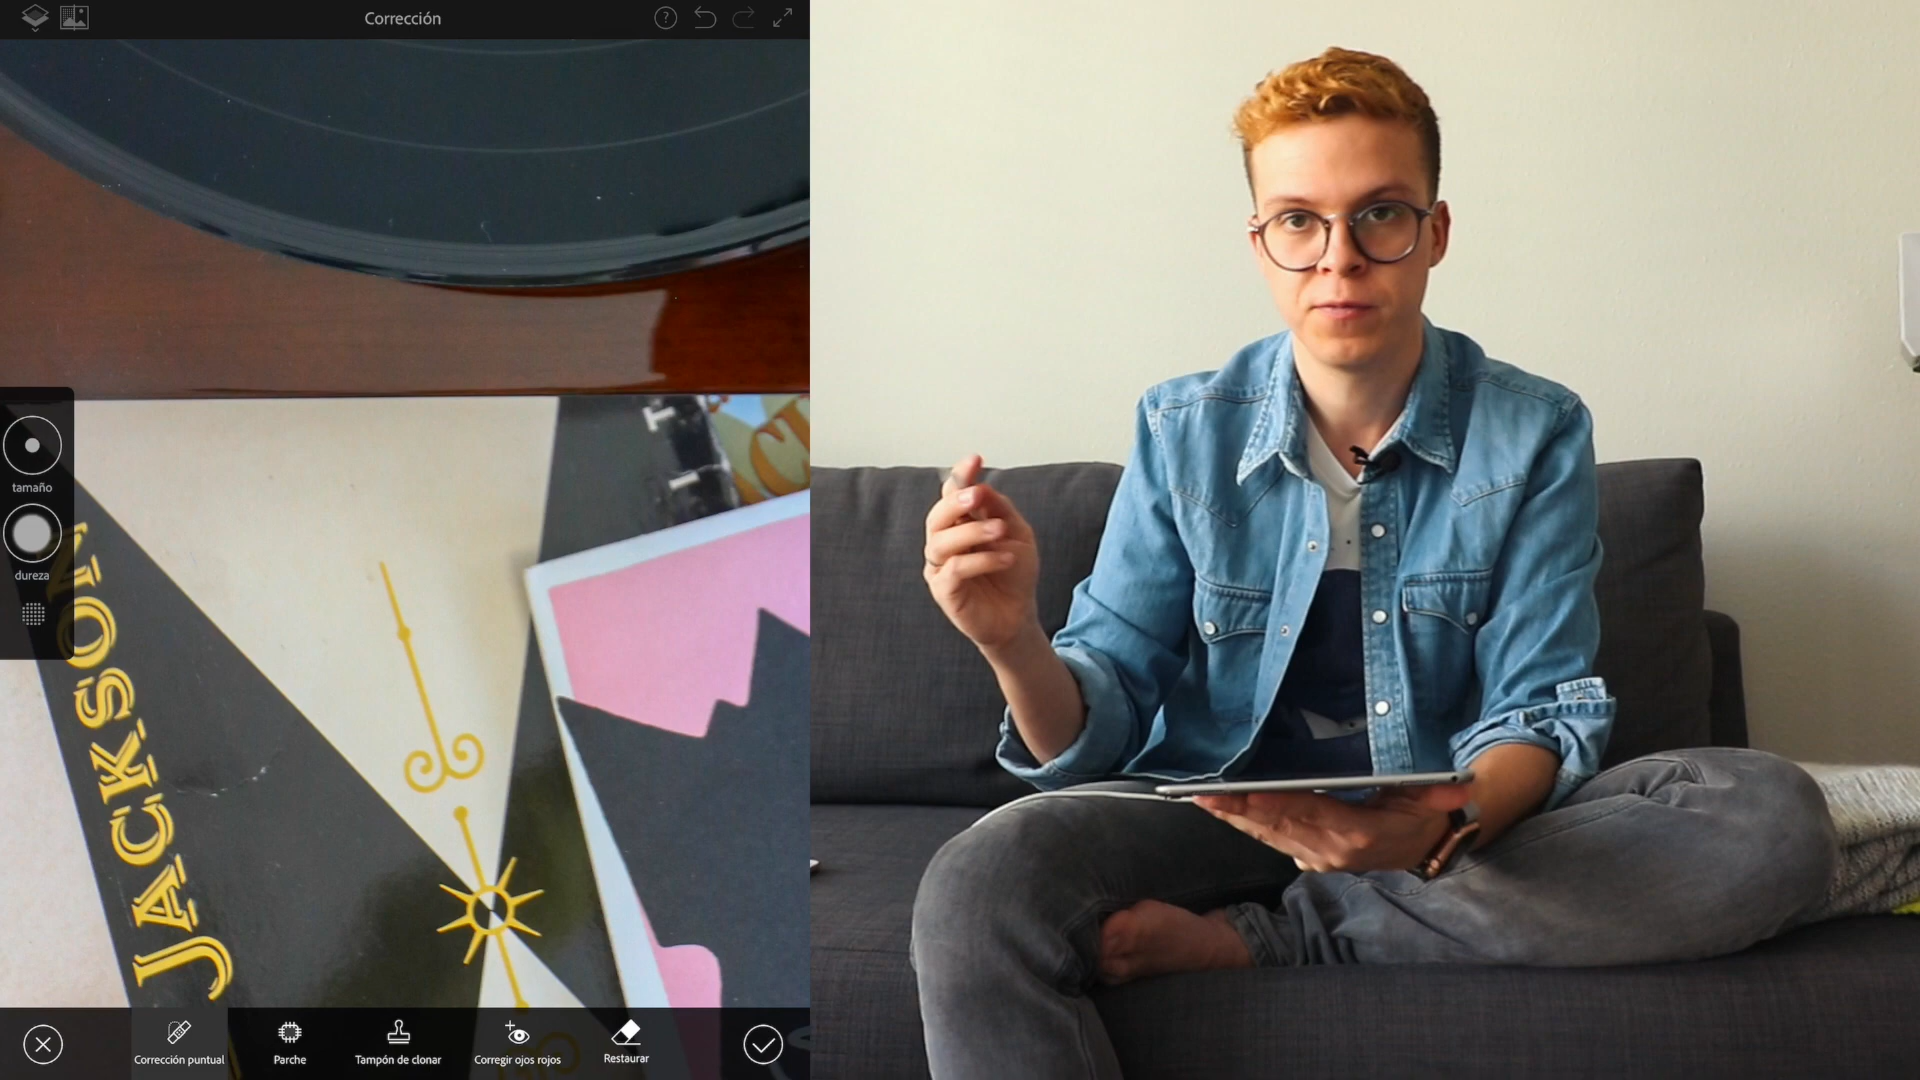 Corrección
?
tamaño
dureza
JACKSON
Corrección puntual
Parche
Tampón de clonar
Corregir ojos rojos
Restaurar